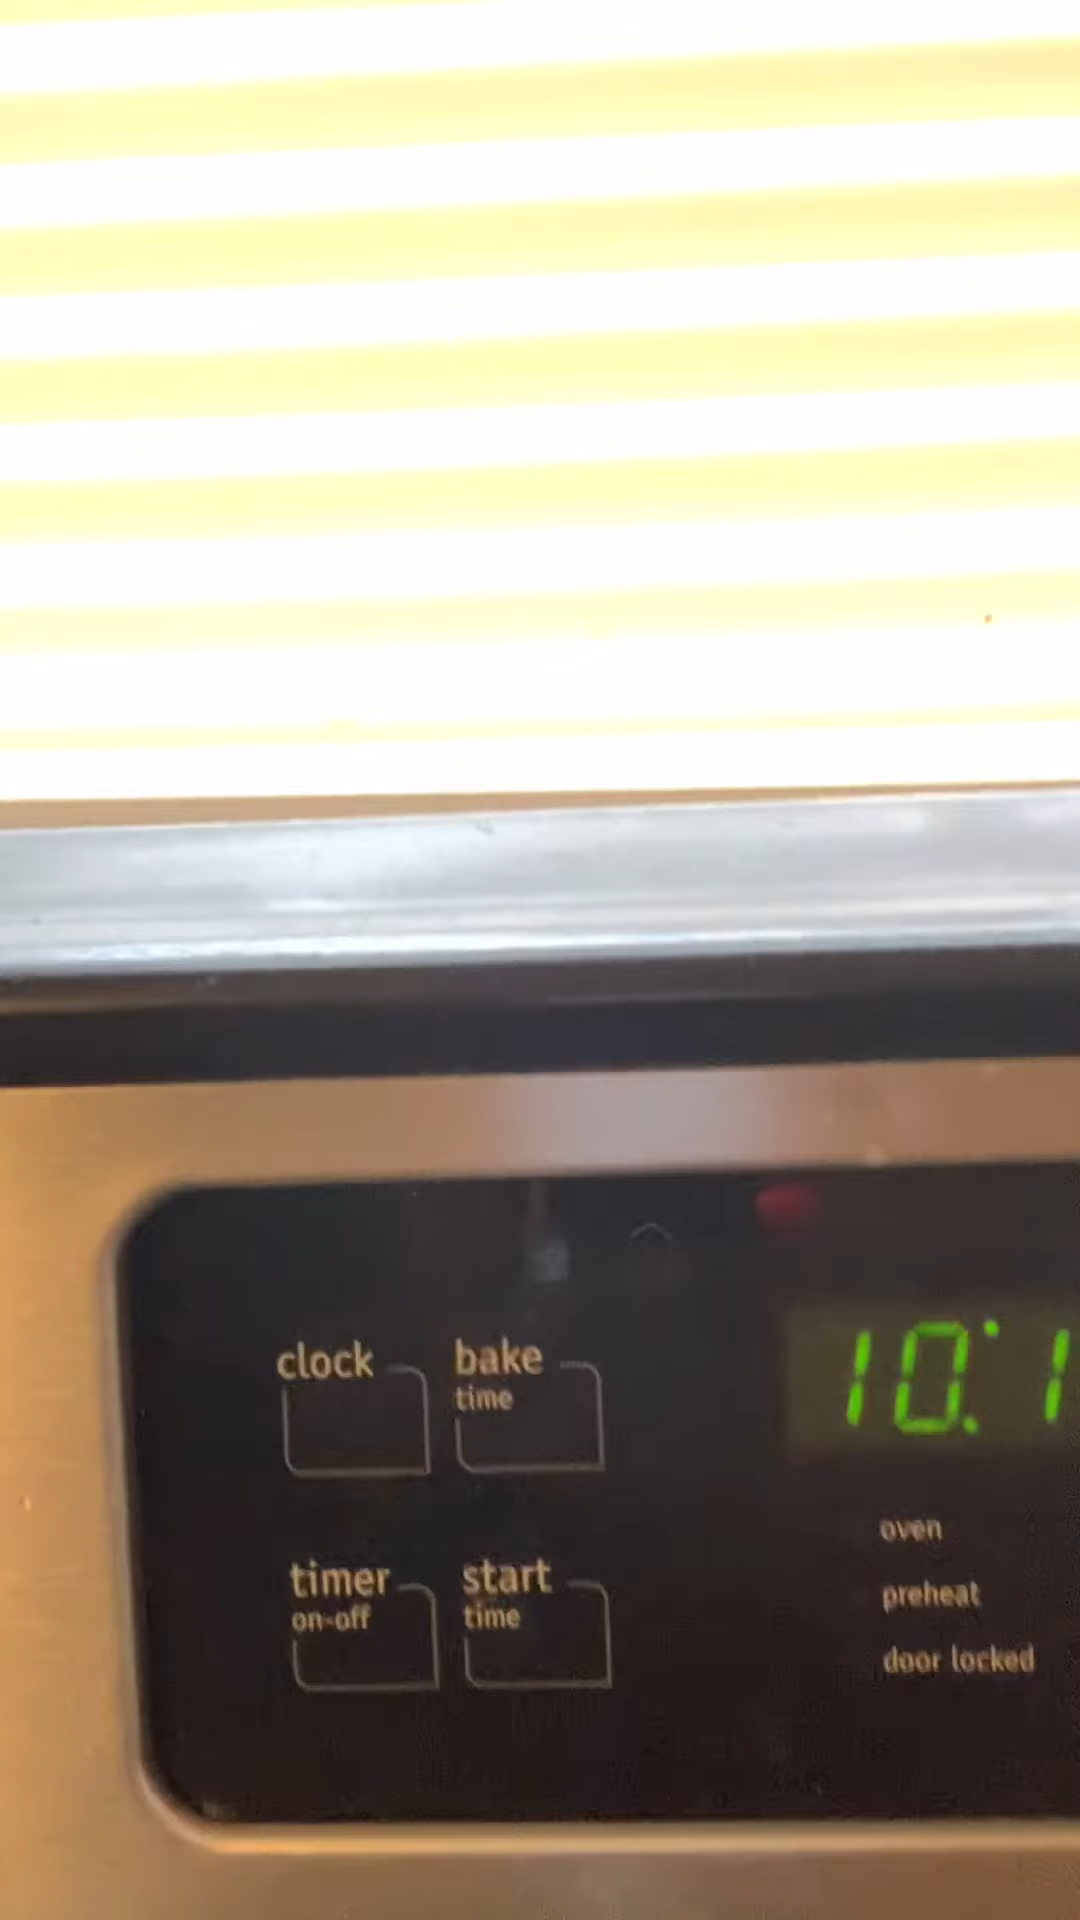 clock
bake
time
10:1
timer
on-off
start
time
oven
preheat
door locked